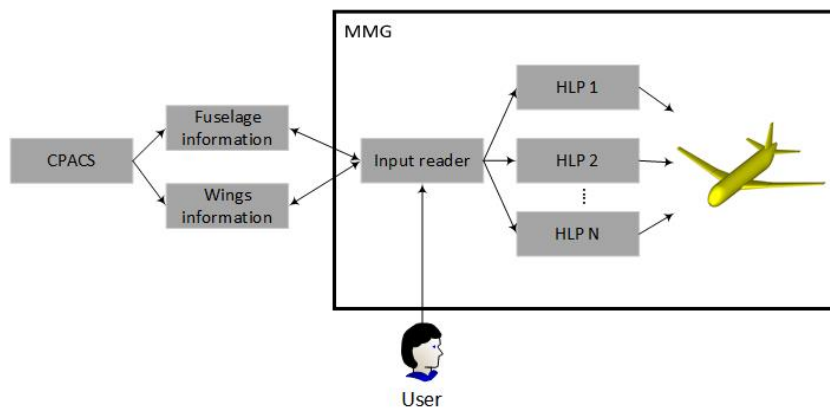 MMG
CPACS
Fuselage
information
Wings
information
Input reader
HLP 1
HLP 2
HLP N
User